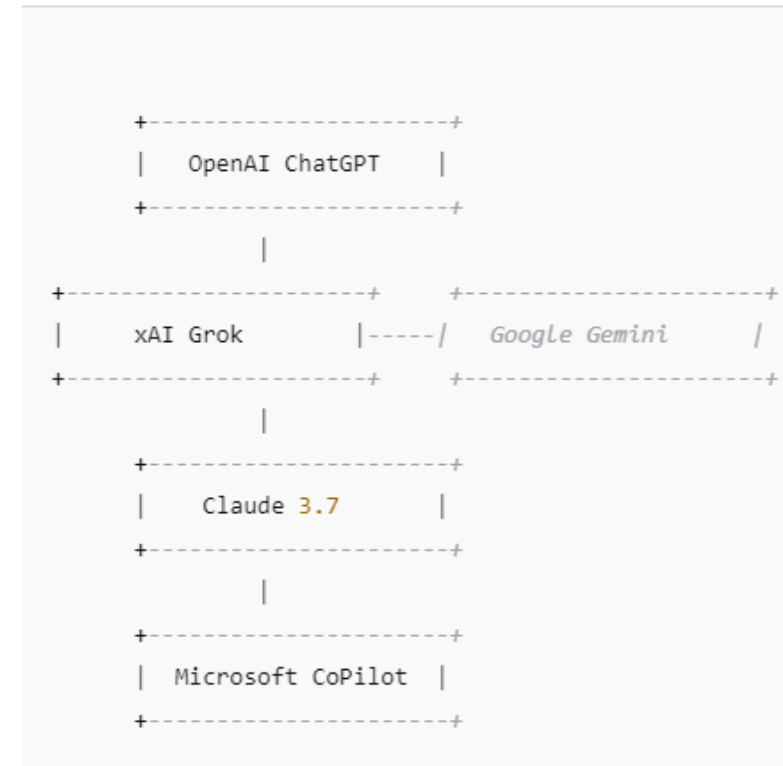 +----------------------+
|   OpenAI ChatGPT    |
+----------------------+
|
+----------------------+     +----------------------+
|     xAI Grok        |-----|   Google Gemini      |
+----------------------+     +----------------------+
|
+----------------------+
|    Claude 3.7       |
+----------------------+
|
+----------------------+
|  Microsoft CoPilot  |
+----------------------+